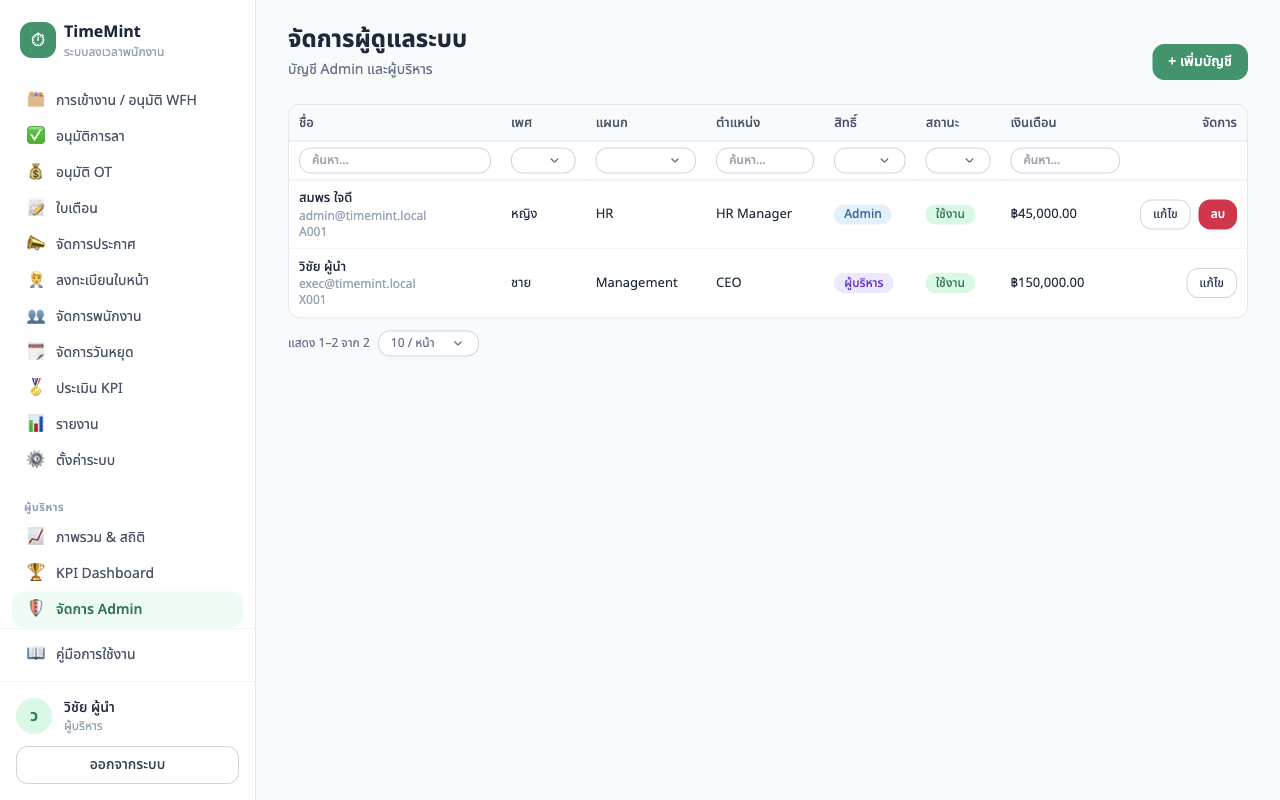 TimeMint
ระบบลงเวลาพนักงาน
การเข้างาน / อนุมัติ WFH
อนุมัติการลา
อนุมัติ OT
ใบเตือน
จัดการประกาศ
ลงทะเบียนใบหน้า
จัดการพนักงาน
จัดการวันหยุด
ประเมิน KPI
รายงาน
ตั้งค่าระบบ
ผู้บริหาร
ภาพรวม & สถิติ
KPI Dashboard
จัดการ Admin
คู่มือการใช้งาน
ว
วิชัย ผู้นำ
ผู้บริหาร
ออกจากระบบ
จัดการผู้ดูแลระบบ
บัญชี Admin และผู้บริหาร
+ เพิ่มบัญชี
ชื่อ เพศ แผนก ตำแหน่ง สิทธิ์ สถานะ เงินเดือน จัดการ
ค้นหา... ค้นหา... ค้นหา...
สมพร ใจดี
admin@timemint.local
A001
หญิง HR HR Manager Admin ใช้งาน ฿45,000.00 แก้ไข ลบ
วิชัย ผู้นำ
exec@timemint.local
X001
ชาย Management CEO ผู้บริหาร ใช้งาน ฿150,000.00 แก้ไข
แสดง 1–2 จาก 2 10 / หน้า